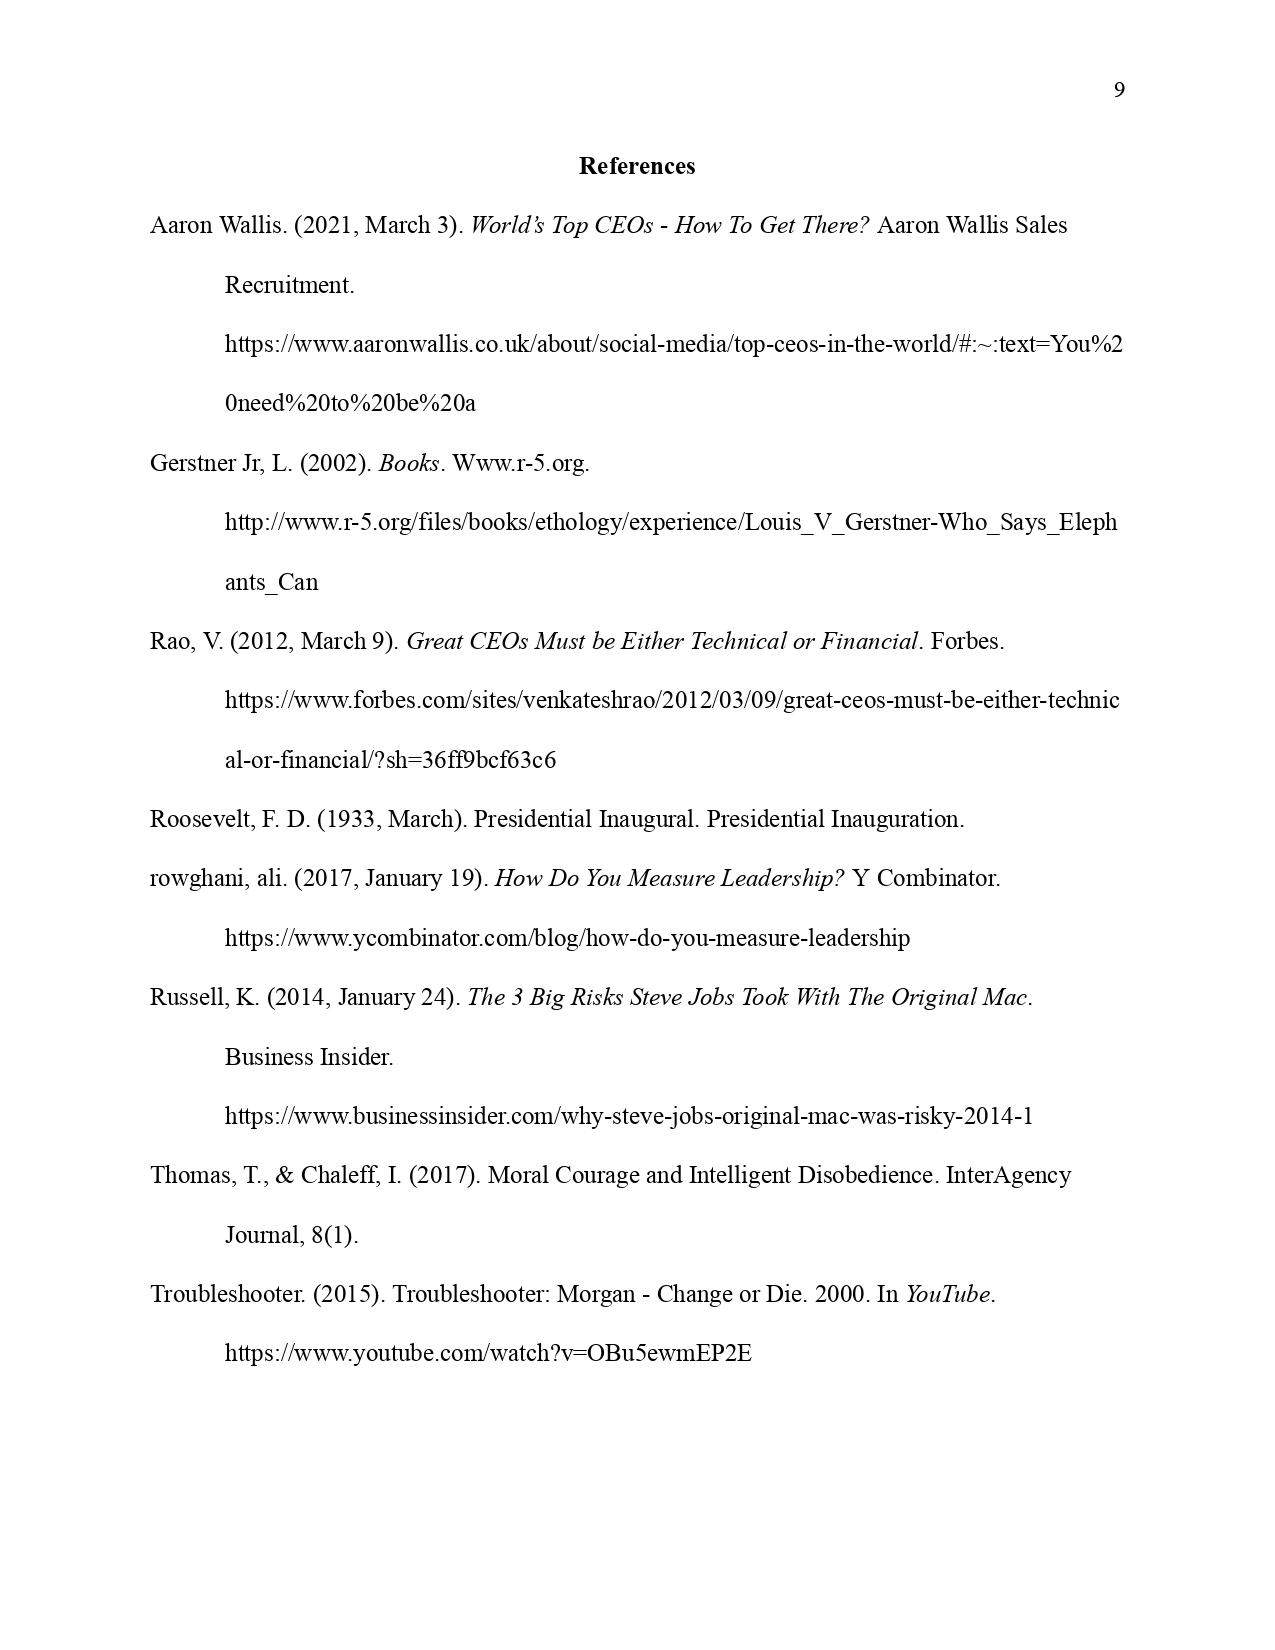 9
References
Aaron Wallis. (2021, March 3). World’s Top CEOs - How To Get There? Aaron Wallis Sales
Recruitment.
https://www.aaronwallis.co.uk/about/social-media/top-ceos-in-the-world/#:~:text=You%2
0need%20to%20be%20a
Gerstner Jr, L. (2002). Books. Www.r-5.org.
http://www.r-5.org/files/books/ethology/experience/Louis_V_Gerstner-Who_Says_Eleph
ants_Can
Rao, V. (2012, March 9). Great CEOs Must be Either Technical or Financial. Forbes.
https://www.forbes.com/sites/venkateshrao/2012/03/09/great-ceos-must-be-either-technic
al-or-financial/?sh=36ff9bcf63c6
Roosevelt, F. D. (1933, March). Presidential Inaugural. Presidential Inauguration.
rowghani, ali. (2017, January 19). How Do You Measure Leadership? Y Combinator.
https://www.ycombinator.com/blog/how-do-you-measure-leadership
Russell, K. (2014, January 24). The 3 Big Risks Steve Jobs Took With The Original Mac.
Business Insider.
https://www.businessinsider.com/why-steve-jobs-original-mac-was-risky-2014-1
Thomas, T., & Chaleff, I. (2017). Moral Courage and Intelligent Disobedience. InterAgency
Journal, 8(1).
Troubleshooter. (2015). Troubleshooter: Morgan - Change or Die. 2000. In YouTube.
https://www.youtube.com/watch?v=OBu5ewmEP2E